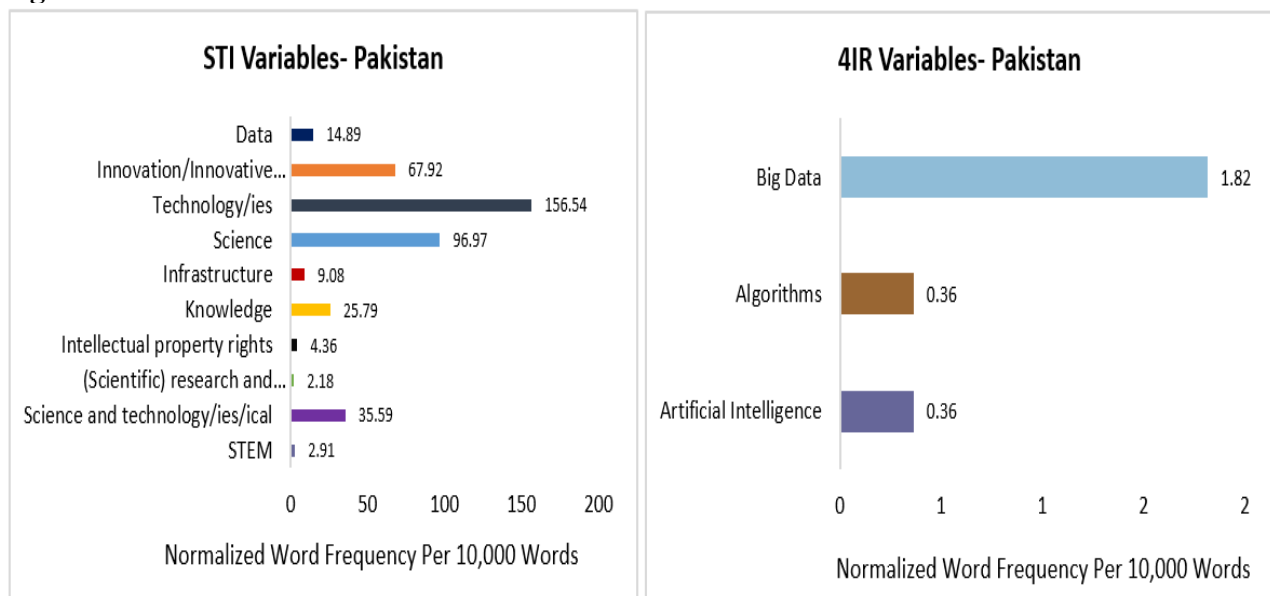 STI Variables- Pakistan
Data 14.89
Innovation/Innovative... 67.92
Technology/ies 156.54
Science 96.97
Infrastructure 9.08
Knowledge 25.79
Intellectual property rights 4.36
(Scientific) research and... 2.18
Science and technology/ies/ical 35.59
STEM 2.91
0 50 100 150 200
Normalized Word Frequency Per 10,000 Words
4IR Variables- Pakistan
Big Data 1.82
Algorithms 0.36
Artificial Intelligence 0.36
0 1 1 2 2
Normalized Word Frequency Per 10,000 Words